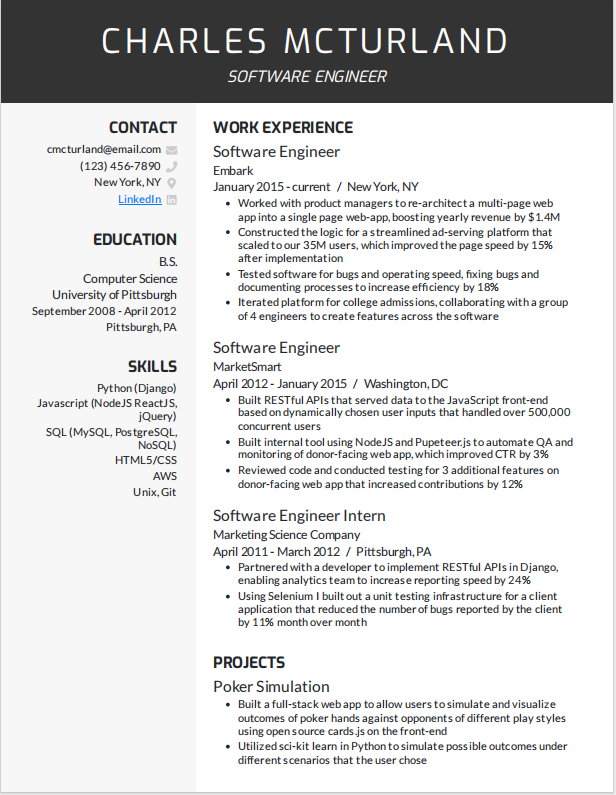 CHARLES MCTURLAND
SOFTWARE ENGINEER
CONTACT
cmcturland@email.com
(123) 456-7890
New York, NY
LinkedIn
EDUCATION
B.S.
Computer Science
University of Pittsburgh
September 2008 - April 2012
Pittsburgh, PA
SKILLS
Python (Django)
Javascript (NodeJS ReactJS,
jQuery)
SQL (MySQL, PostgreSQL,
NoSQL)
HTML5/CSS
AWS
Unix, Git
WORK EXPERIENCE
Software Engineer
Embark
January 2015 - current / New York, NY
• Worked with product managers to re-architect a multi-page web
app into a single page web-app, boosting yearly revenue by $1.4M
• Constructed the logic for a streamlined ad-serving platform that
scaled to our 35M users, which improved the page speed by 15%
after implementation
• Tested software for bugs and operating speed, fixing bugs and
documenting processes to increase efficiency by 18%
• Iterated platform for college admissions, collaborating with a group
of 4 engineers to create features across the software
Software Engineer
MarketSmart
April 2012 - January 2015 / Washington, DC
• Built RESTful APIs that served data to the JavaScript front-end
based on dynamically chosen user inputs that handled over 500,000
concurrent users
• Built internal tool using NodeJS and Pupeteer.js to automate QA and
monitoring of donor-facing web app, which improved CTR by 3%
• Reviewed code and conducted testing for 3 additional features on
donor-facing web app that increased contributions by 12%
Software Engineer Intern
Marketing Science Company
April 2011 - March 2012 / Pittsburgh, PA
• Partnered with a developer to implement RESTful APIs in Django,
enabling analytics team to increase reporting speed by 24%
• Using Selenium I built out a unit testing infrastructure for a client
application that reduced the number of bugs reported by the client
by 11% month over month
PROJECTS
Poker Simulation
• Built a full-stack web app to allow users to simulate and visualize
outcomes of poker hands against opponents of different play styles
using open source cards.js on the front-end
• Utilized sci-kit learn in Python to simulate possible outcomes under
different scenarios that the user chose